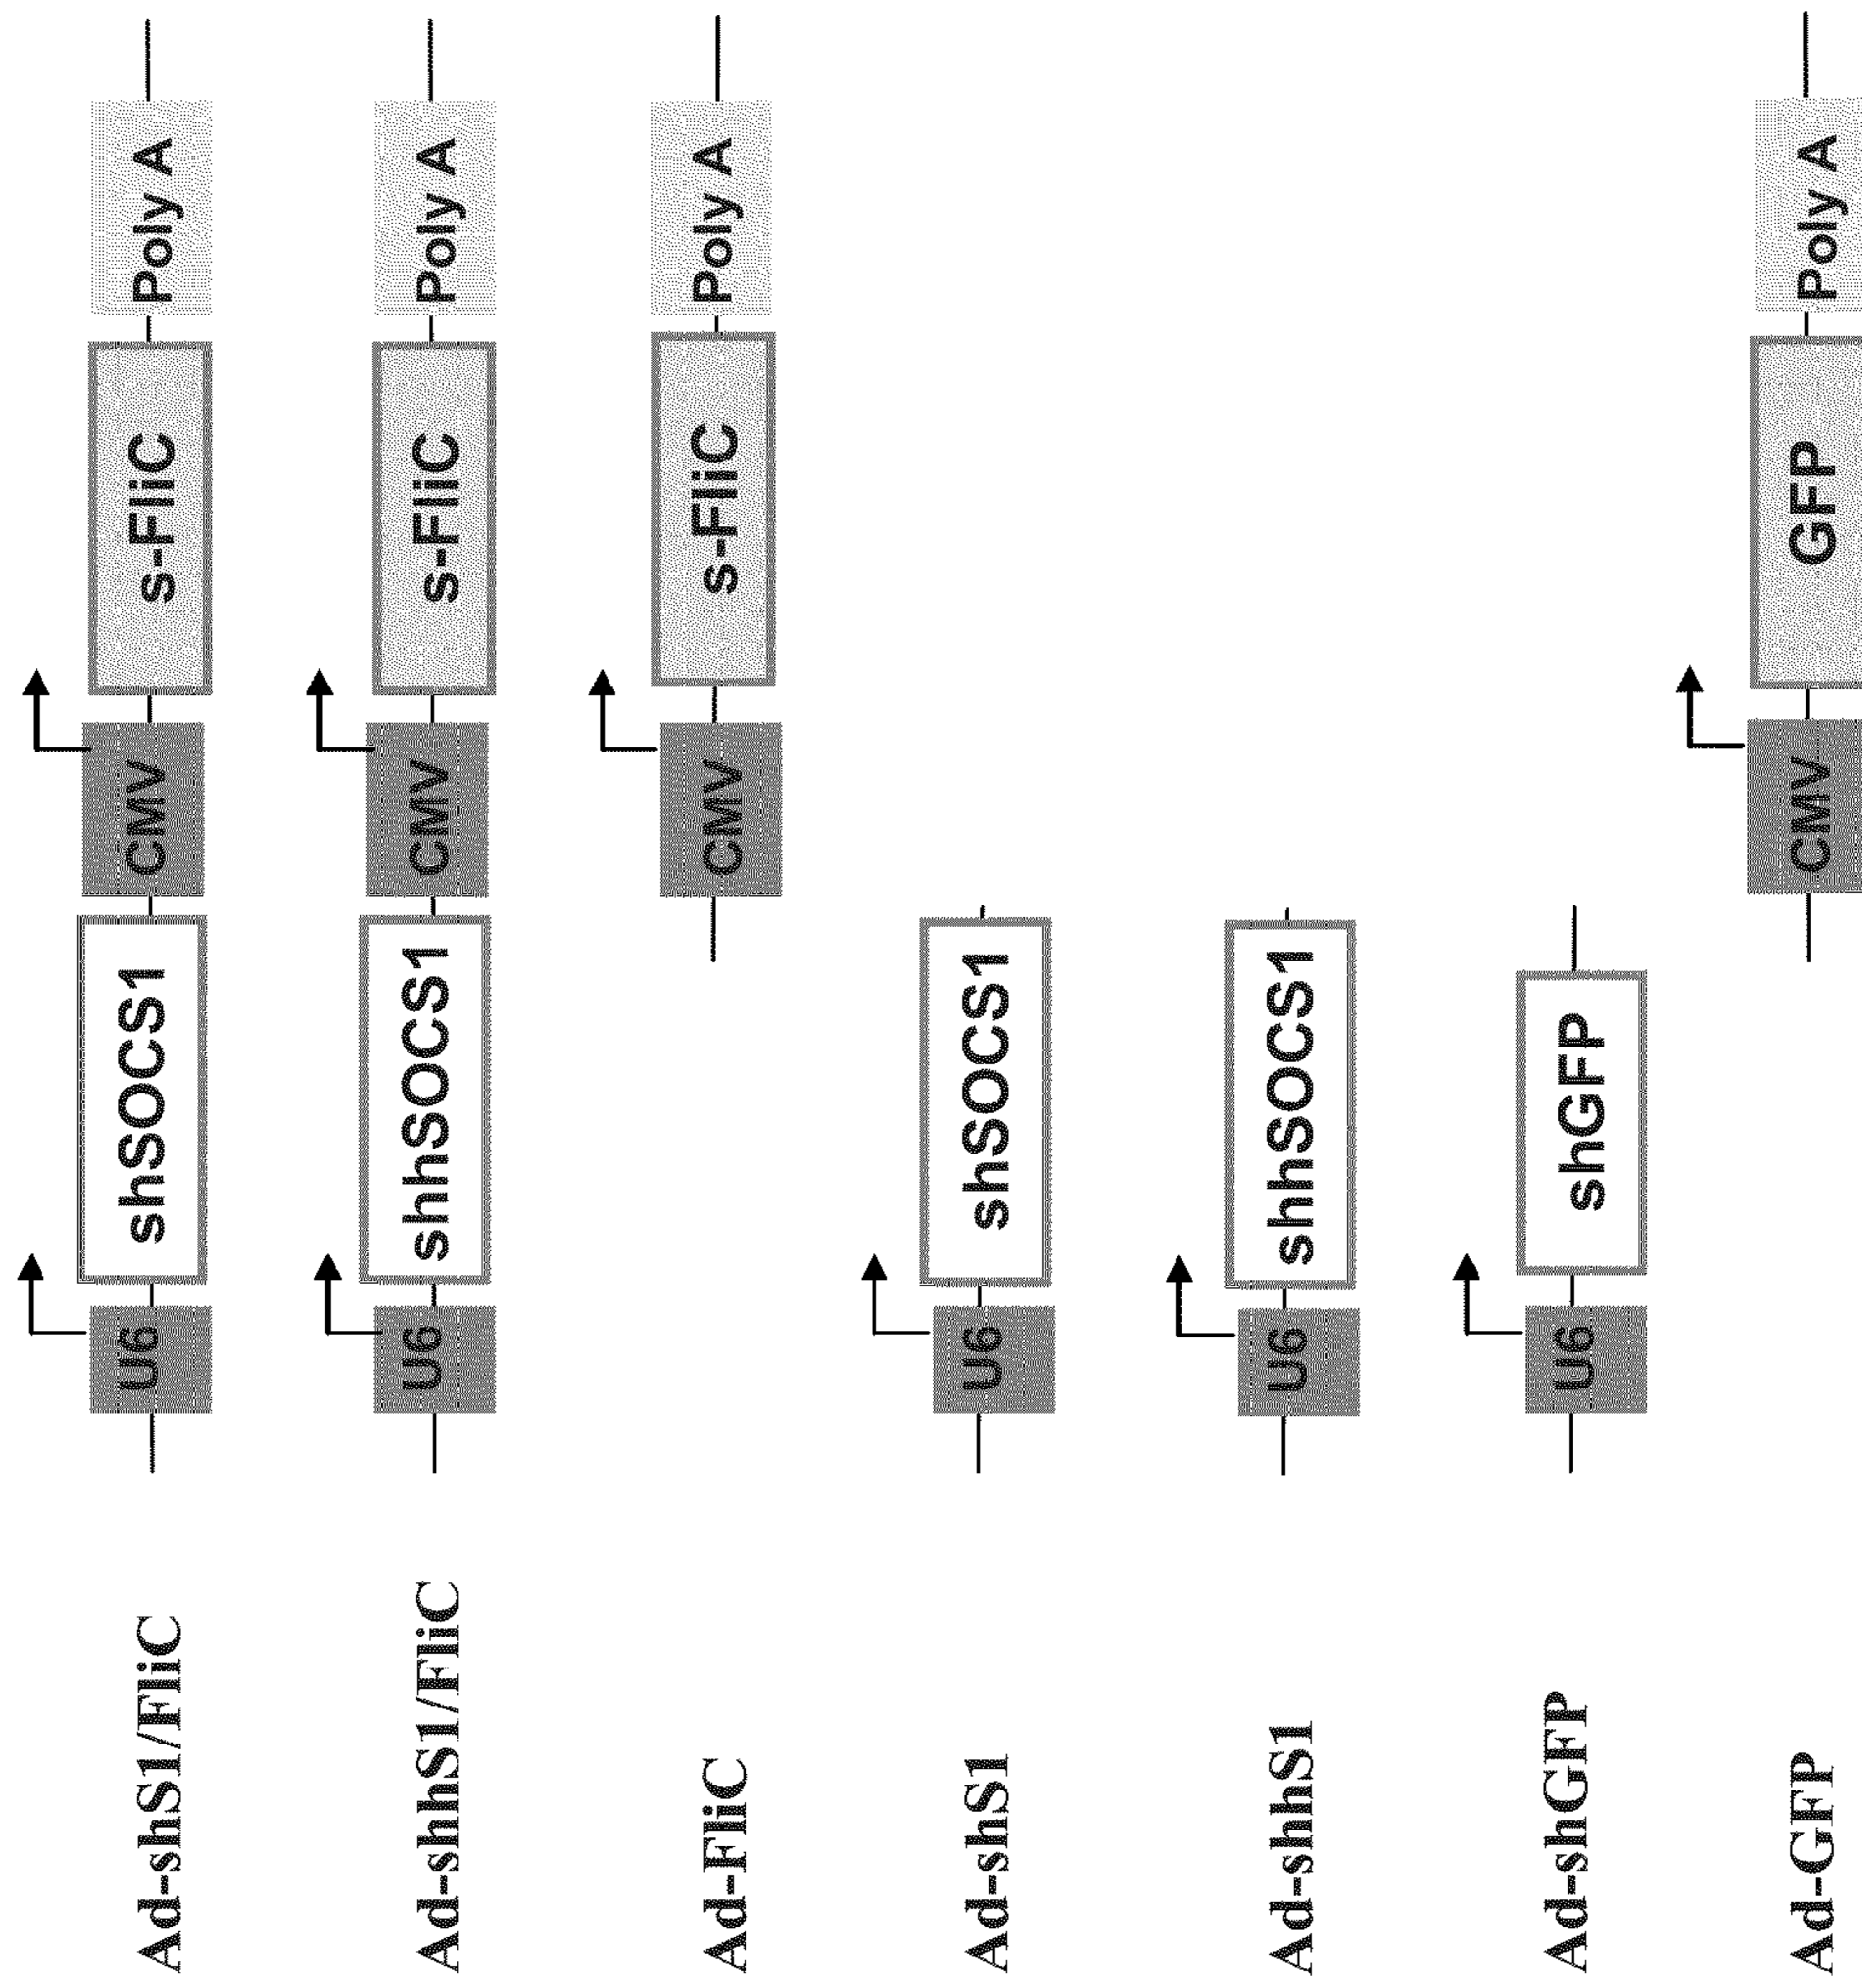 Ad-shS1/FliC U6 shSOCS1 CMV s-FliC Poly A
Ad-shhS1/FliC U6 shhSOCS1 CMV s-FliC Poly A
Ad-FliC CMV s-FliC Poly A
Ad-shS1 U6 shSOCS1
Ad-shhS1 U6 shhSOCS1
Ad-shGFP U6 shGFP
Ad-GFP CMV GFP Poly A